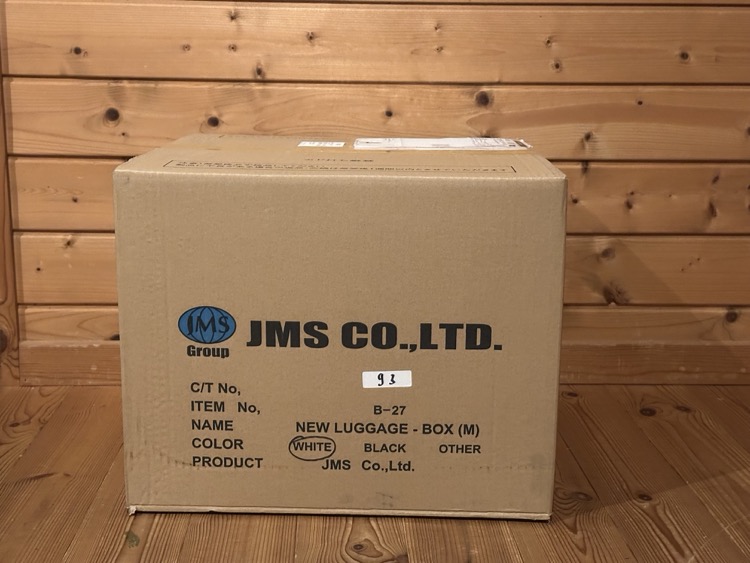 JMS
Group
JMS CO.,LTD.
C/T No, 93
ITEM No, B-27
NAME NEW LUGGAGE - BOX (M)
COLOR WHITE BLACK OTHER
PRODUCT JMS Co.,Ltd.